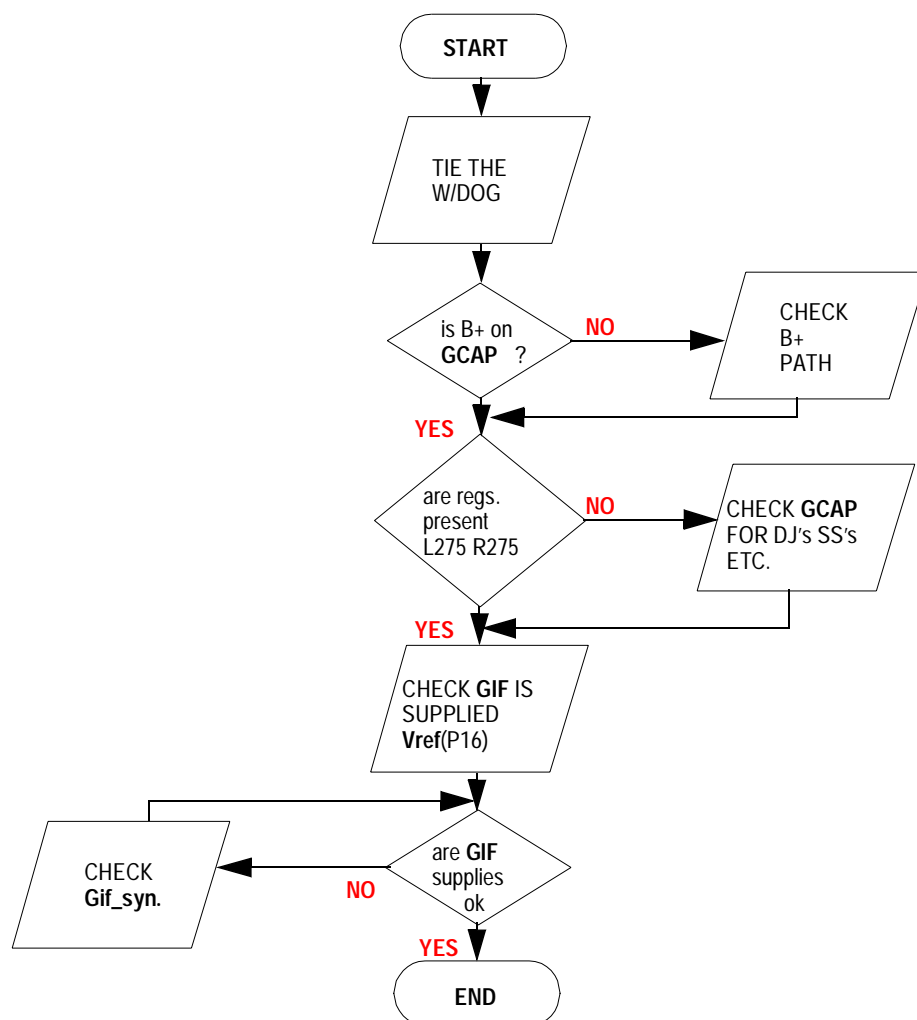 START
TIE THE
W/DOG
is B+ on
GCAP ?
NO
CHECK
B+
PATH
YES
are regs.
present
L275 R275
NO
CHECK GCAP
FOR DJ's SS's
ETC.
YES
CHECK GIF IS
SUPPLIED
Vref(P16)
are GIF
supplies
ok
NO
CHECK
Gif_syn.
YES
END